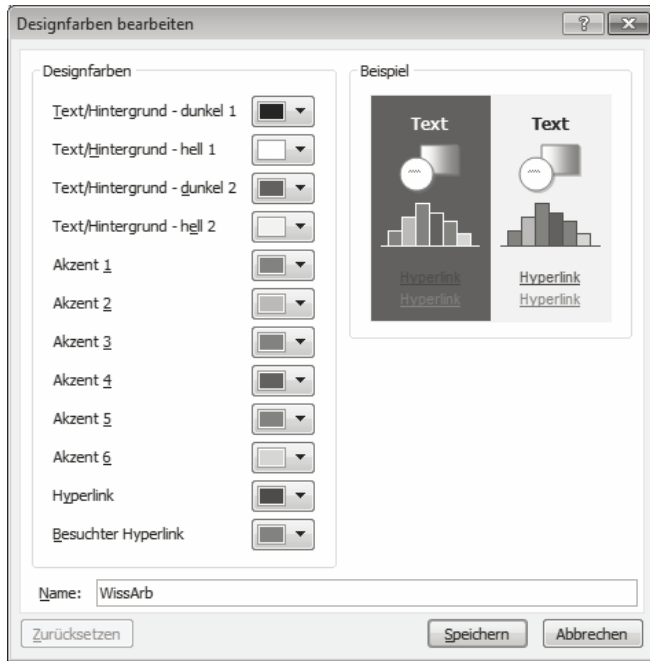 Designfarben bearbeiten
Designfarben
Text/Hintergrund - dunkel 1
Text/Hintergrund - hell 1
Text/Hintergrund - dunkel 2
Text/Hintergrund - hell 2
Akzent 1
Akzent 2
Akzent 3
Akzent 4
Akzent 5
Akzent 6
Hyperlink
Besuchter Hyperlink
Beispiel
Text Text
Hyperlink Hyperlink
Hyperlink Hyperlink
Name: WissArb
Zurücksetzen Speichern Abbrechen